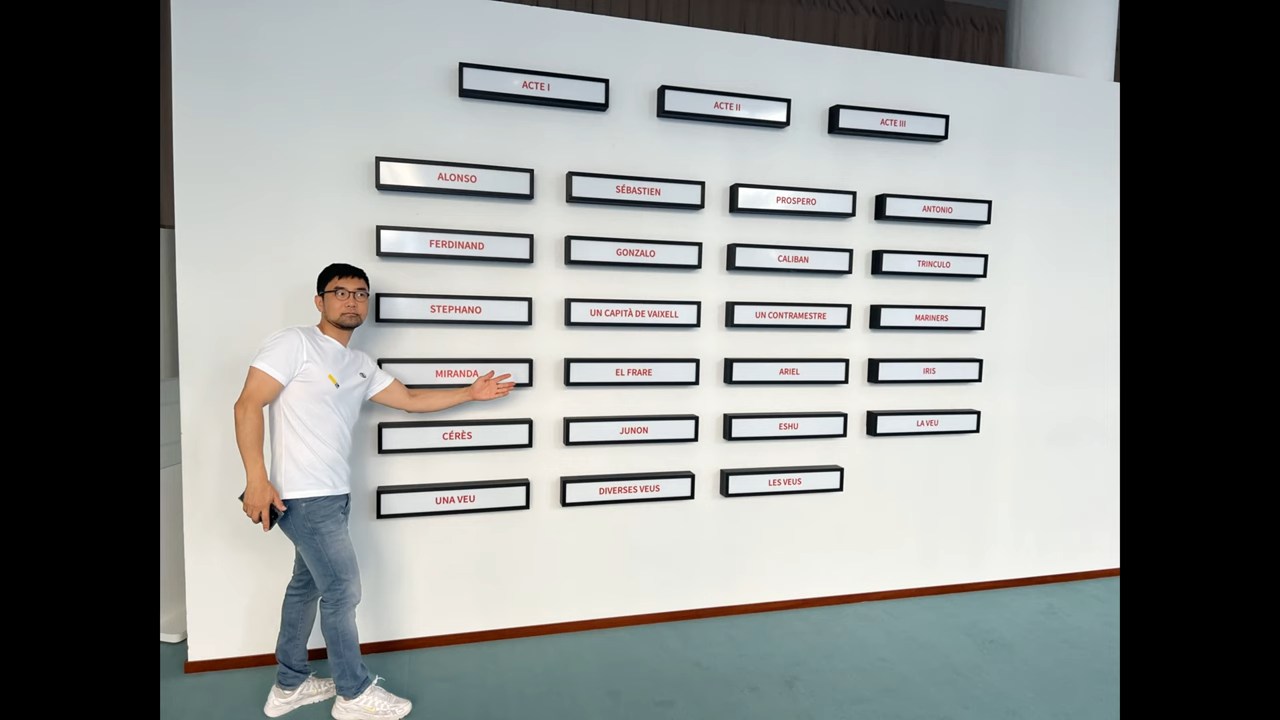 ACTE I
ACTE II
ACTE III
ALONSO
SÉBASTIEN
PROSPERO
ANTONIO
FERDINAND
GONZALO
CALIBAN
TRINCULO
STEPHANO
UN CAPITÀ DE VAIXELL
UN CONTRAMESTRE
MARINERS
MIRANDA
EL FRARE
ARIEL
IRIS
CÉRÈS
JUNON
ESHU
LA VEU
UNA VEU
DIVERSES VEUS
LES VEUS